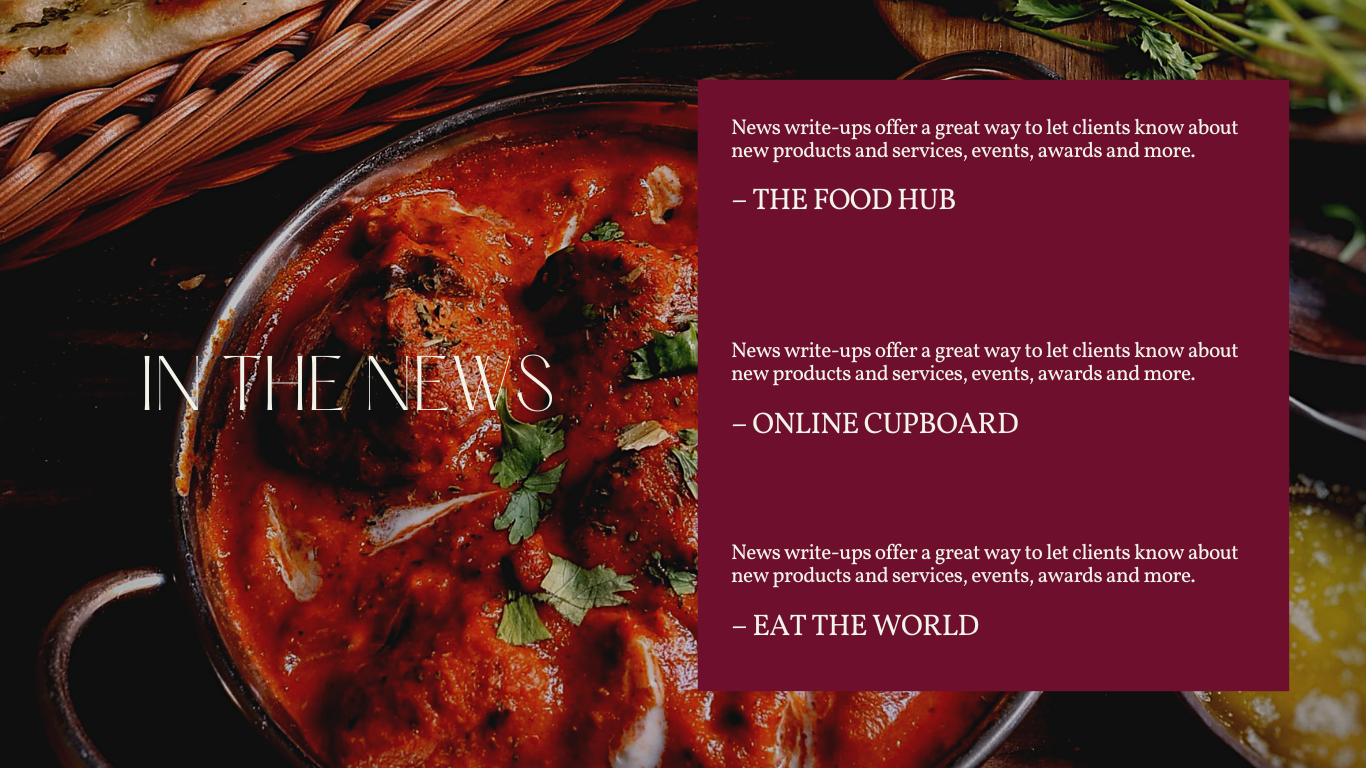 IN THE NEWS
News write-ups offer a great way to let clients know about
new products and services, events, awards and more.
– THE FOOD HUB
News write-ups offer a great way to let clients know about
new products and services, events, awards and more.
– ONLINE CUPBOARD
News write-ups offer a great way to let clients know about
new products and services, events, awards and more.
– EAT THE WORLD